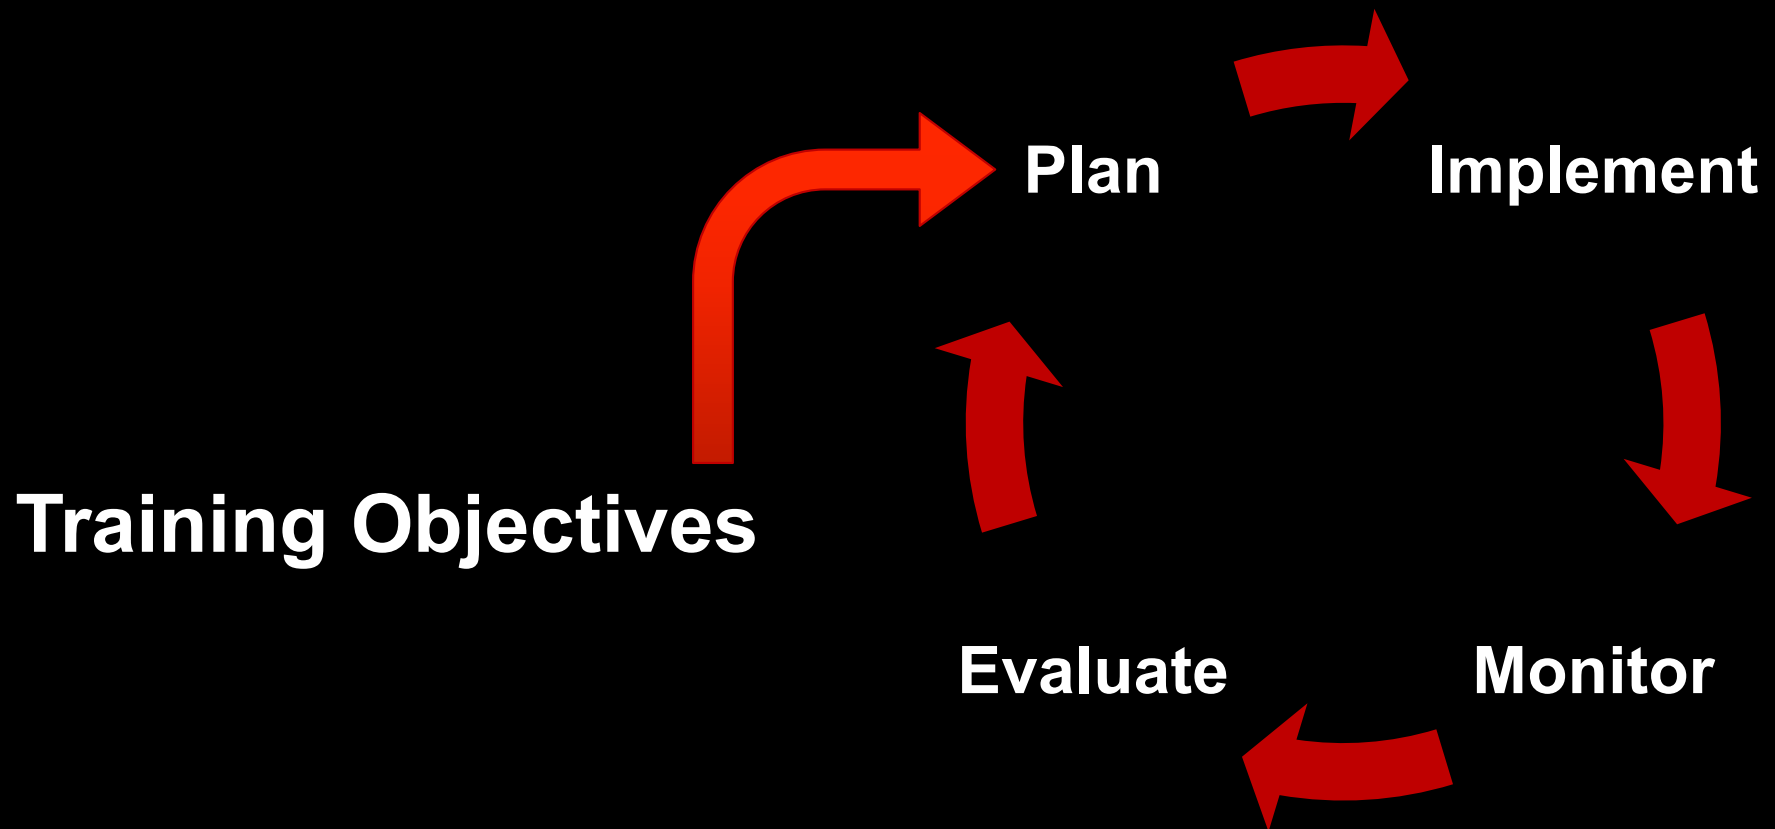 Plan
Implement
Training Objectives
Evaluate
Monitor